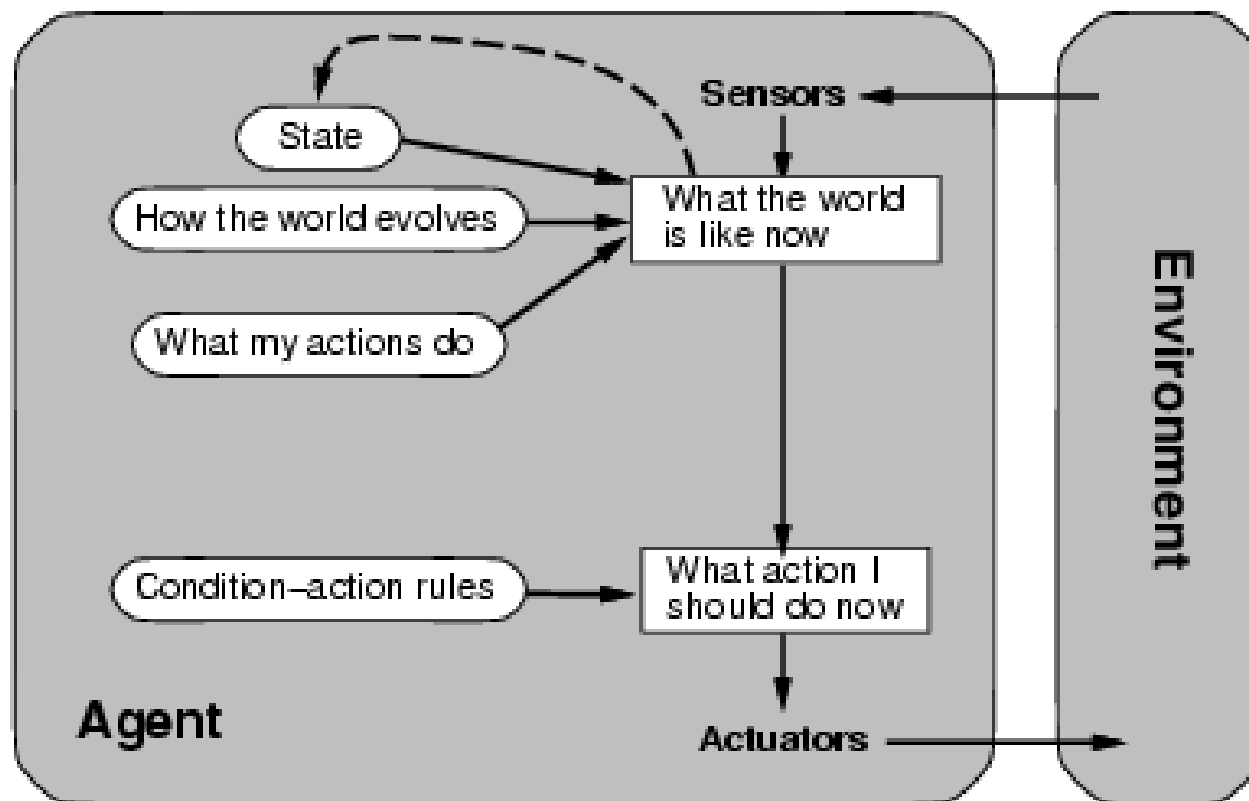 Sensors
State
What the world
is like now
How the world evolves
What my actions do
Environment
Condition–action rules
What action I
should do now
Agent
Actuators